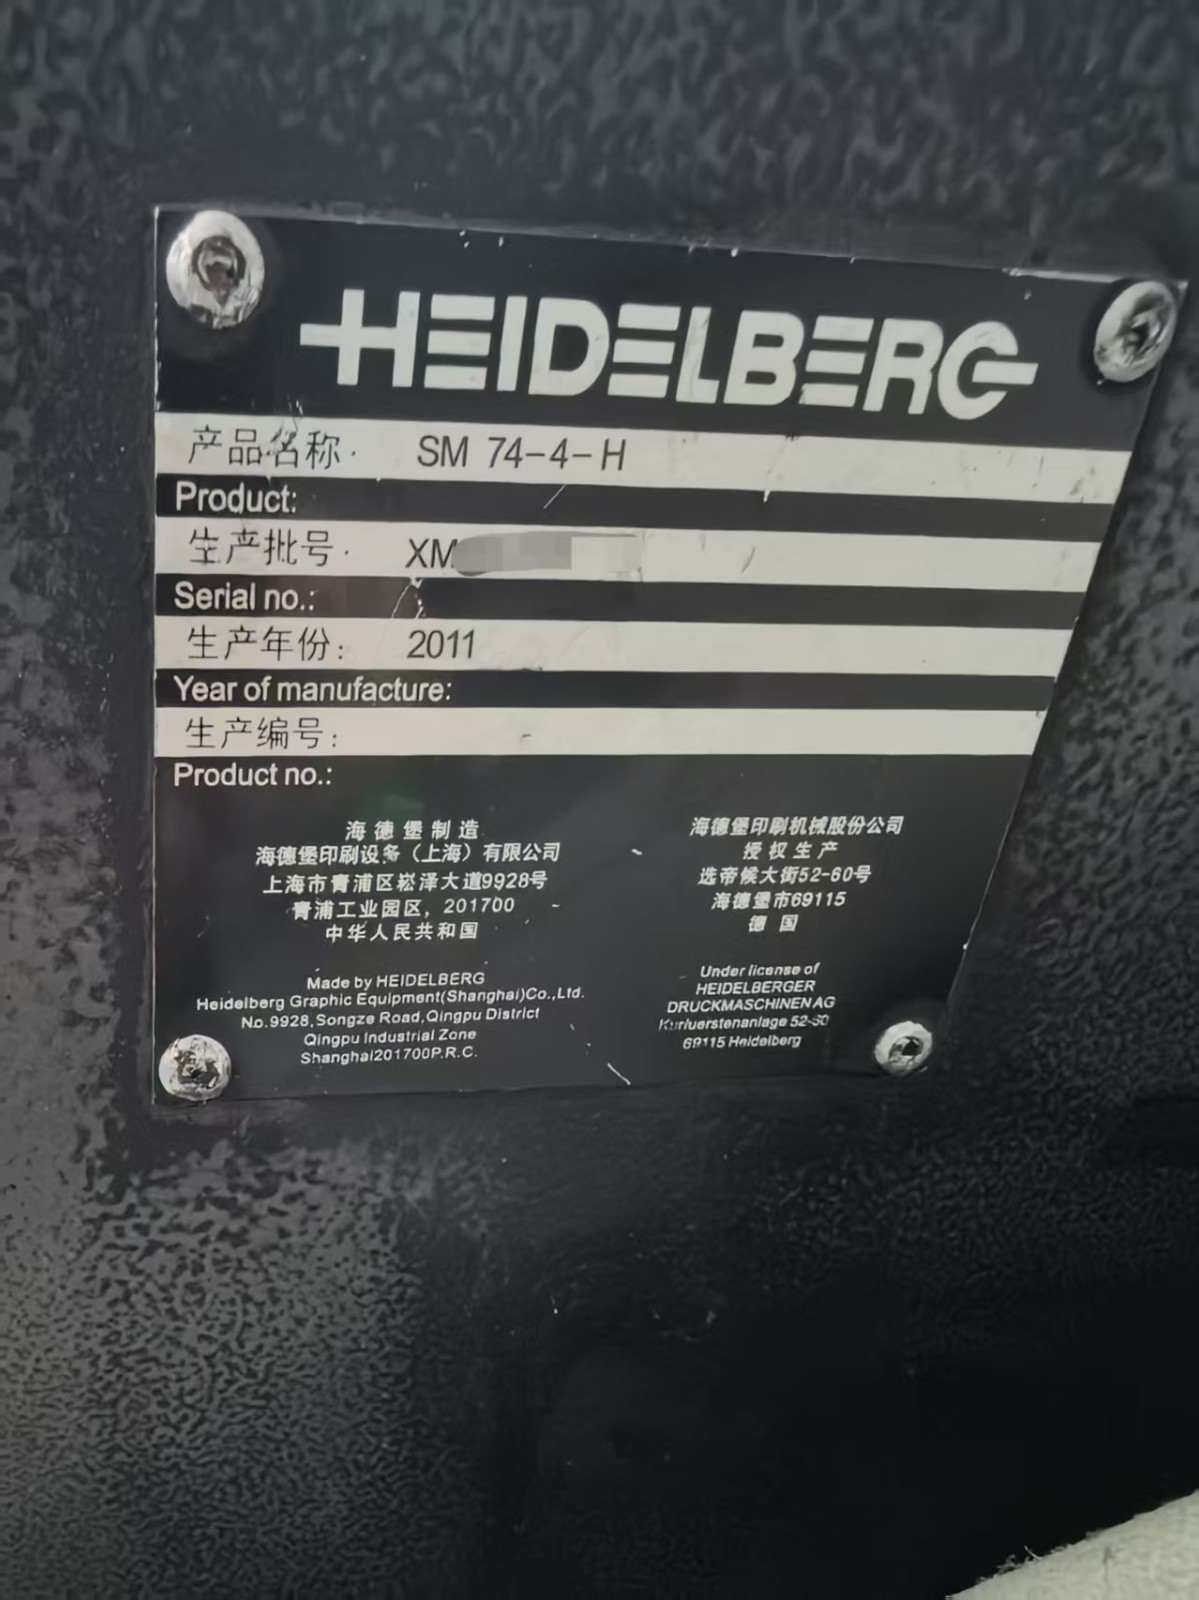 HEIDELBERG
产品名称: SM 74-4-H
Product:
生产批号: XM
Serial no.:
生产年份: 2011
Year of manufacture:
生产编号:
Product no.:
海德堡制造
海德堡印刷设备（上海）有限公司
上海市青浦区崧泽大道9928号
青浦工业园区，201700
中华人民共和国
Made by HEIDELBERG
Heidelberg Graphic Equipment(Shanghai)Co.,Ltd.
No.9928,Songze Road,Qingpu District
Qingpu Industrial Zone
Shanghai201700P.R.C.
海德堡印刷机械股份公司
授权生产
选帝候大街52-60号
海德堡市69115
德国
Under license of
HEIDELBERGER
DRUCKMASCHINEN AG
Kurfuerstenanlage 52-60
69115 Heidelberg